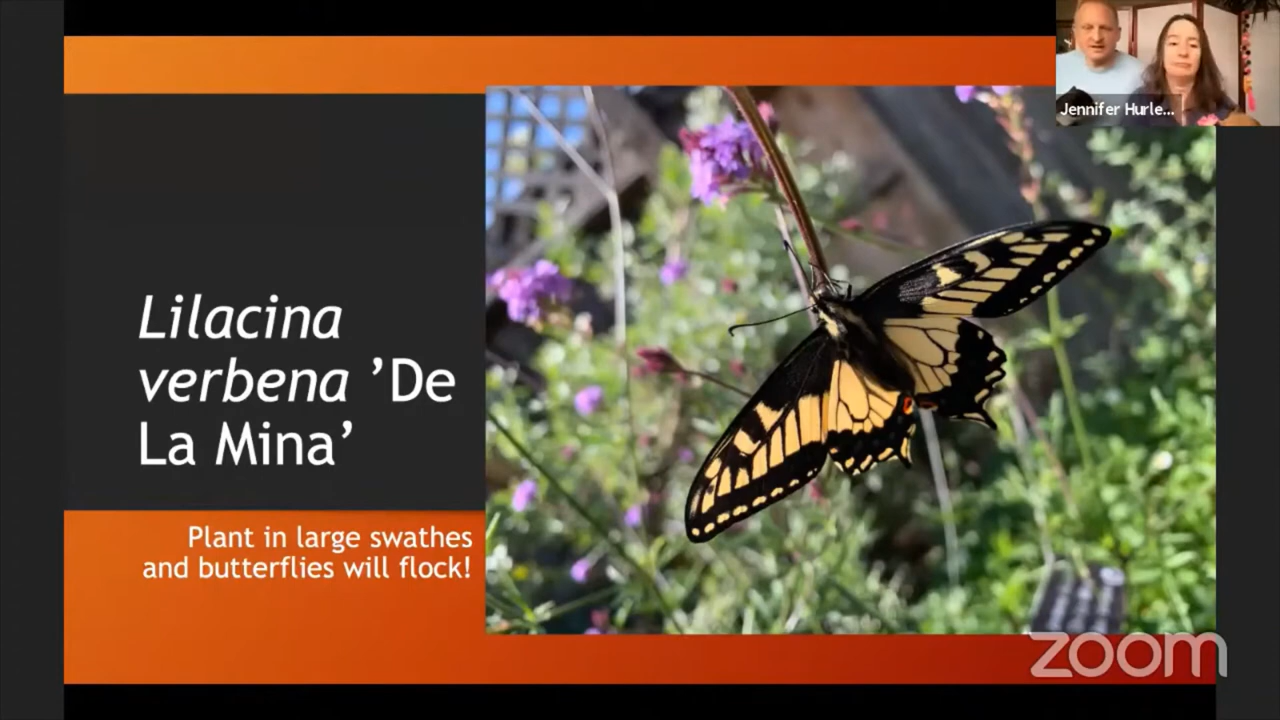 Jennifer Hurle...
Lilacina
verbena ’De
La Mina’
Plant in large swathes
and butterflies will flock!
zoom